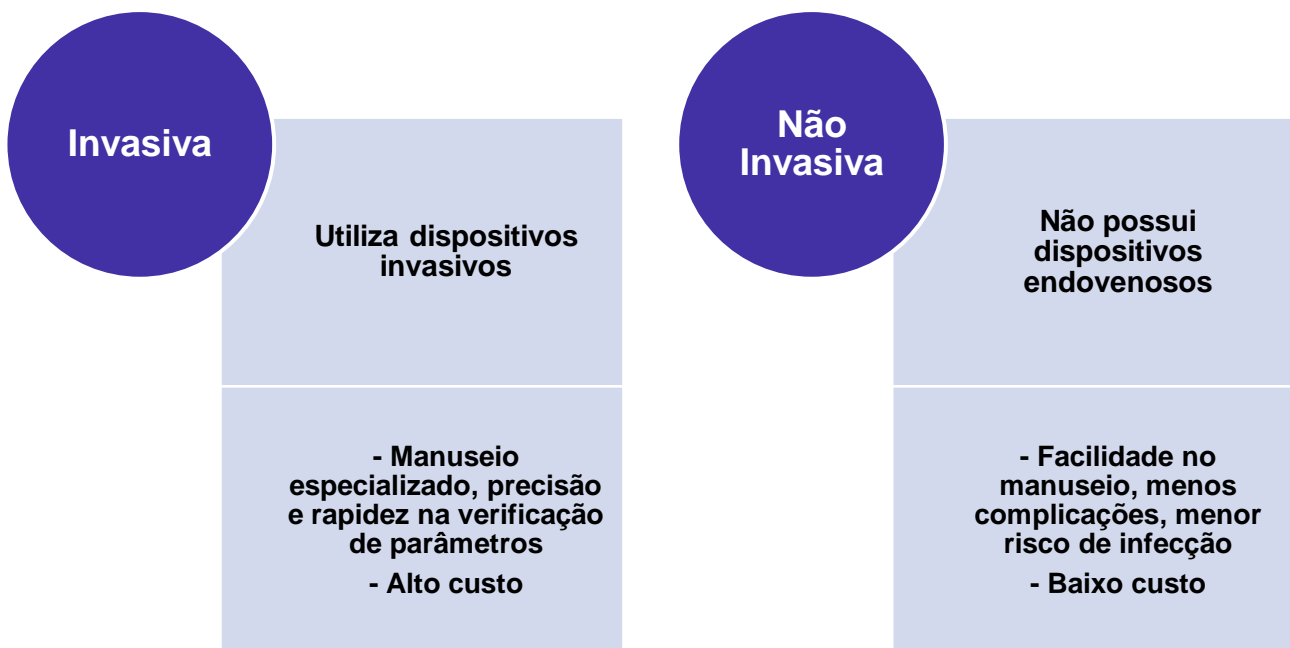 Invasiva
Utiliza dispositivos
invasivos
- Manuseio
especializado, precisão
e rapidez na verificação
de parâmetros
- Alto custo
Não
Invasiva
Não possui
dispositivos
endovenosos
- Facilidade no
manuseio, menos
complicações, menor
risco de infecção
- Baixo custo